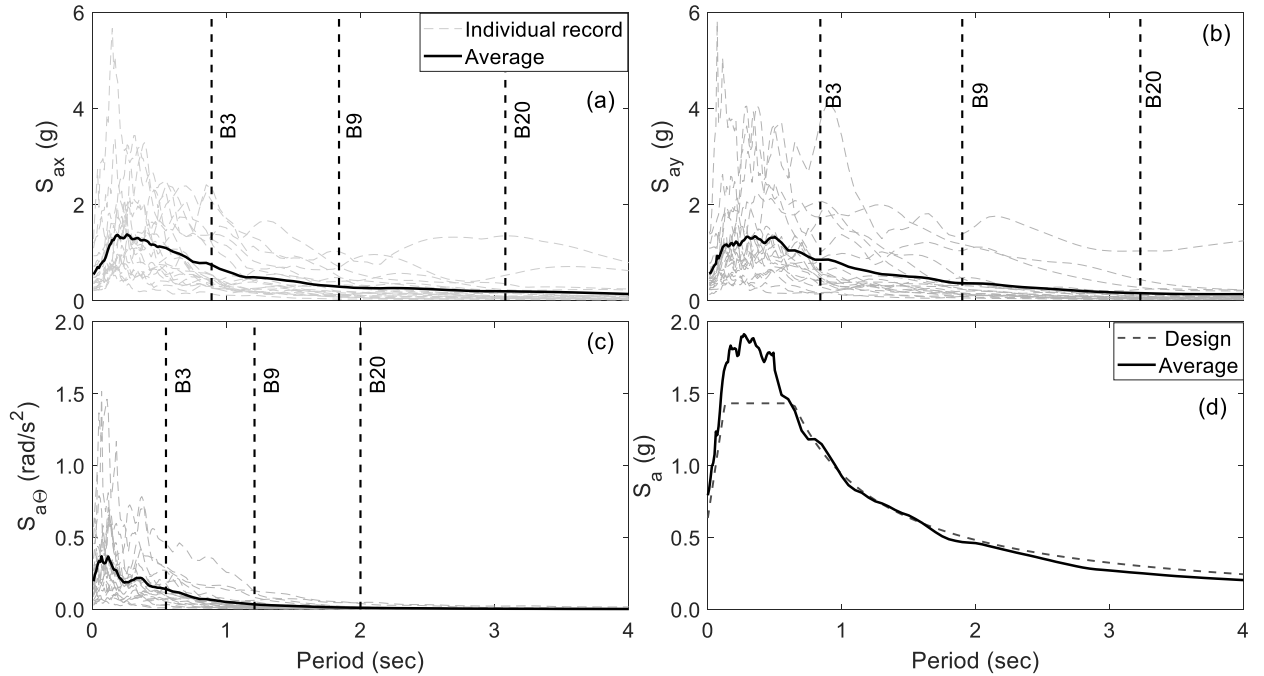 6
4
2
0
S_ax (g)
Individual record
Average
(a)
B3
B9
B20
6
4
2
0
S_ay (g)
(b)
B3
B9
B20
2.0
1.5
1.0
0.5
0.0
S_aΘ (rad/s²)
(c)
B3
B9
B20
0
1
2
3
4
Period (sec)
2.0
1.5
1.0
0.5
0.0
S_a (g)
Design
Average
(d)
0
1
2
3
4
Period (sec)